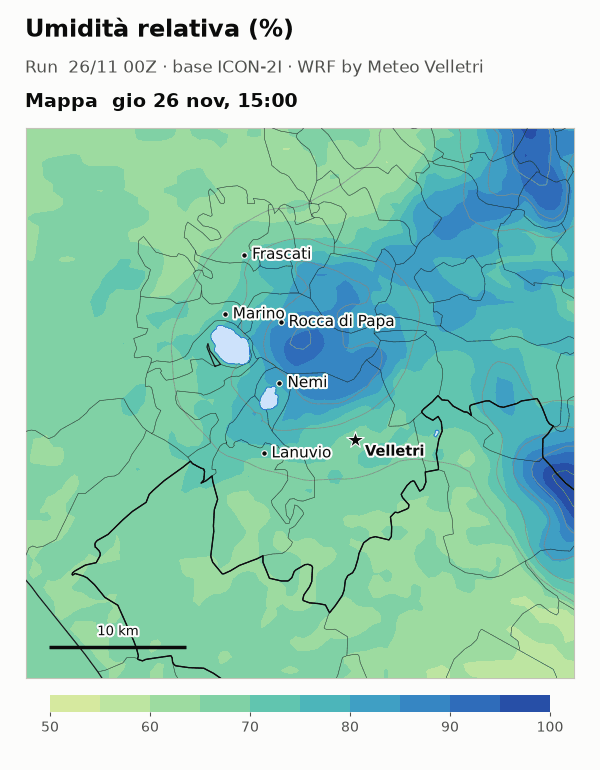 Umidità relativa (%)
Run  26/11 00Z · base ICON-2I · WRF by Meteo Velletri
Mappa  gio 26 nov, 15:00
Frascati
Marino
Rocca di Papa
Nemi
Velletri
Lanuvio
10 km
50 60 70 80 90 100